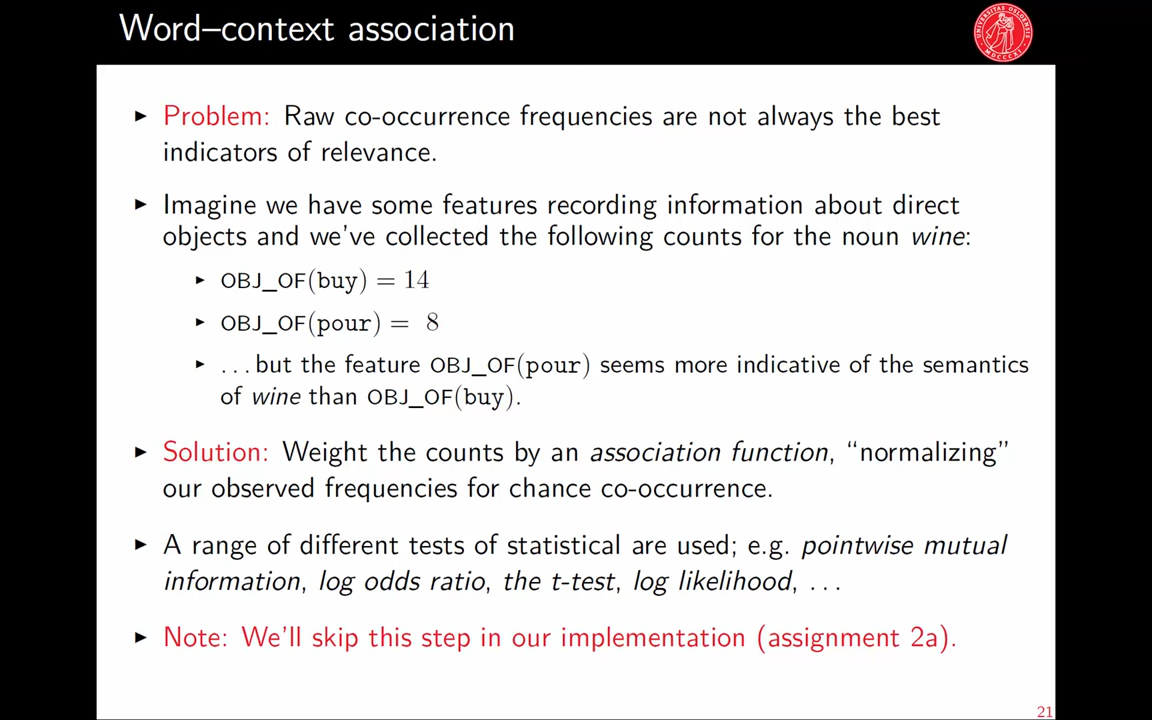 Word–context association
UNIVERSITAS OSLOENSIS
MDCCCXI
▶ Problem: Raw co-occurrence frequencies are not always the best
indicators of relevance.
▶ Imagine we have some features recording information about direct
objects and we've collected the following counts for the noun wine:
▶ OBJ_OF(buy) = 14
▶ OBJ_OF(pour) = 8
▶ ...but the feature OBJ_OF(pour) seems more indicative of the semantics
of wine than OBJ_OF(buy).
▶ Solution: Weight the counts by an association function, “normalizing”
our observed frequencies for chance co-occurrence.
▶ A range of different tests of statistical are used; e.g. pointwise mutual
information, log odds ratio, the t-test, log likelihood, ...
▶ Note: We'll skip this step in our implementation (assignment 2a).
21